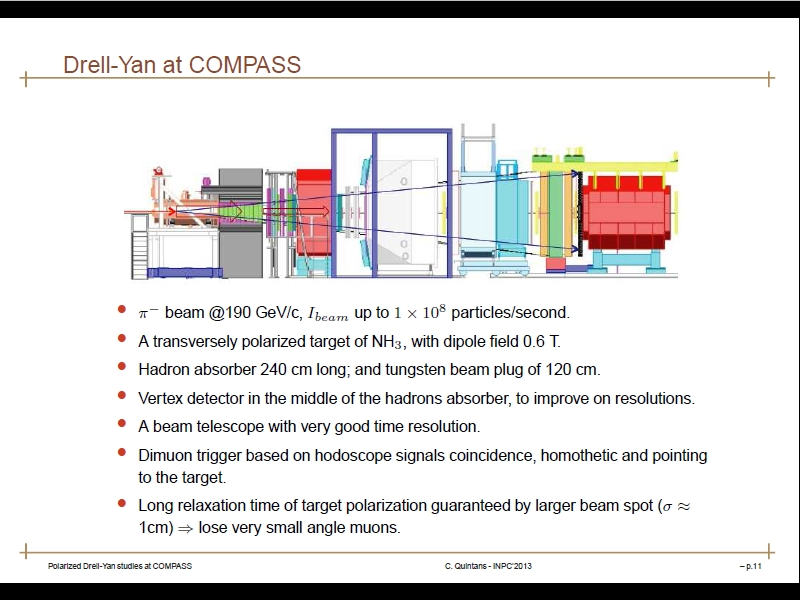 Drell-Yan at COMPASS
• π⁻ beam @190 GeV/c, I_beam up to 1 × 10⁸ particles/second.
• A transversely polarized target of NH₃, with dipole field 0.6 T.
• Hadron absorber 240 cm long; and tungsten beam plug of 120 cm.
• Vertex detector in the middle of the hadrons absorber, to improve on resolutions.
• A beam telescope with very good time resolution.
• Dimuon trigger based on hodoscope signals coincidence, homothetic and pointing
to the target.
• Long relaxation time of target polarization guaranteed by larger beam spot (σ ≈
1cm) ⇒ lose very small angle muons.
Polarized Drell-Yan studies at COMPASS C. Quintans - INPC'2013 – p.11